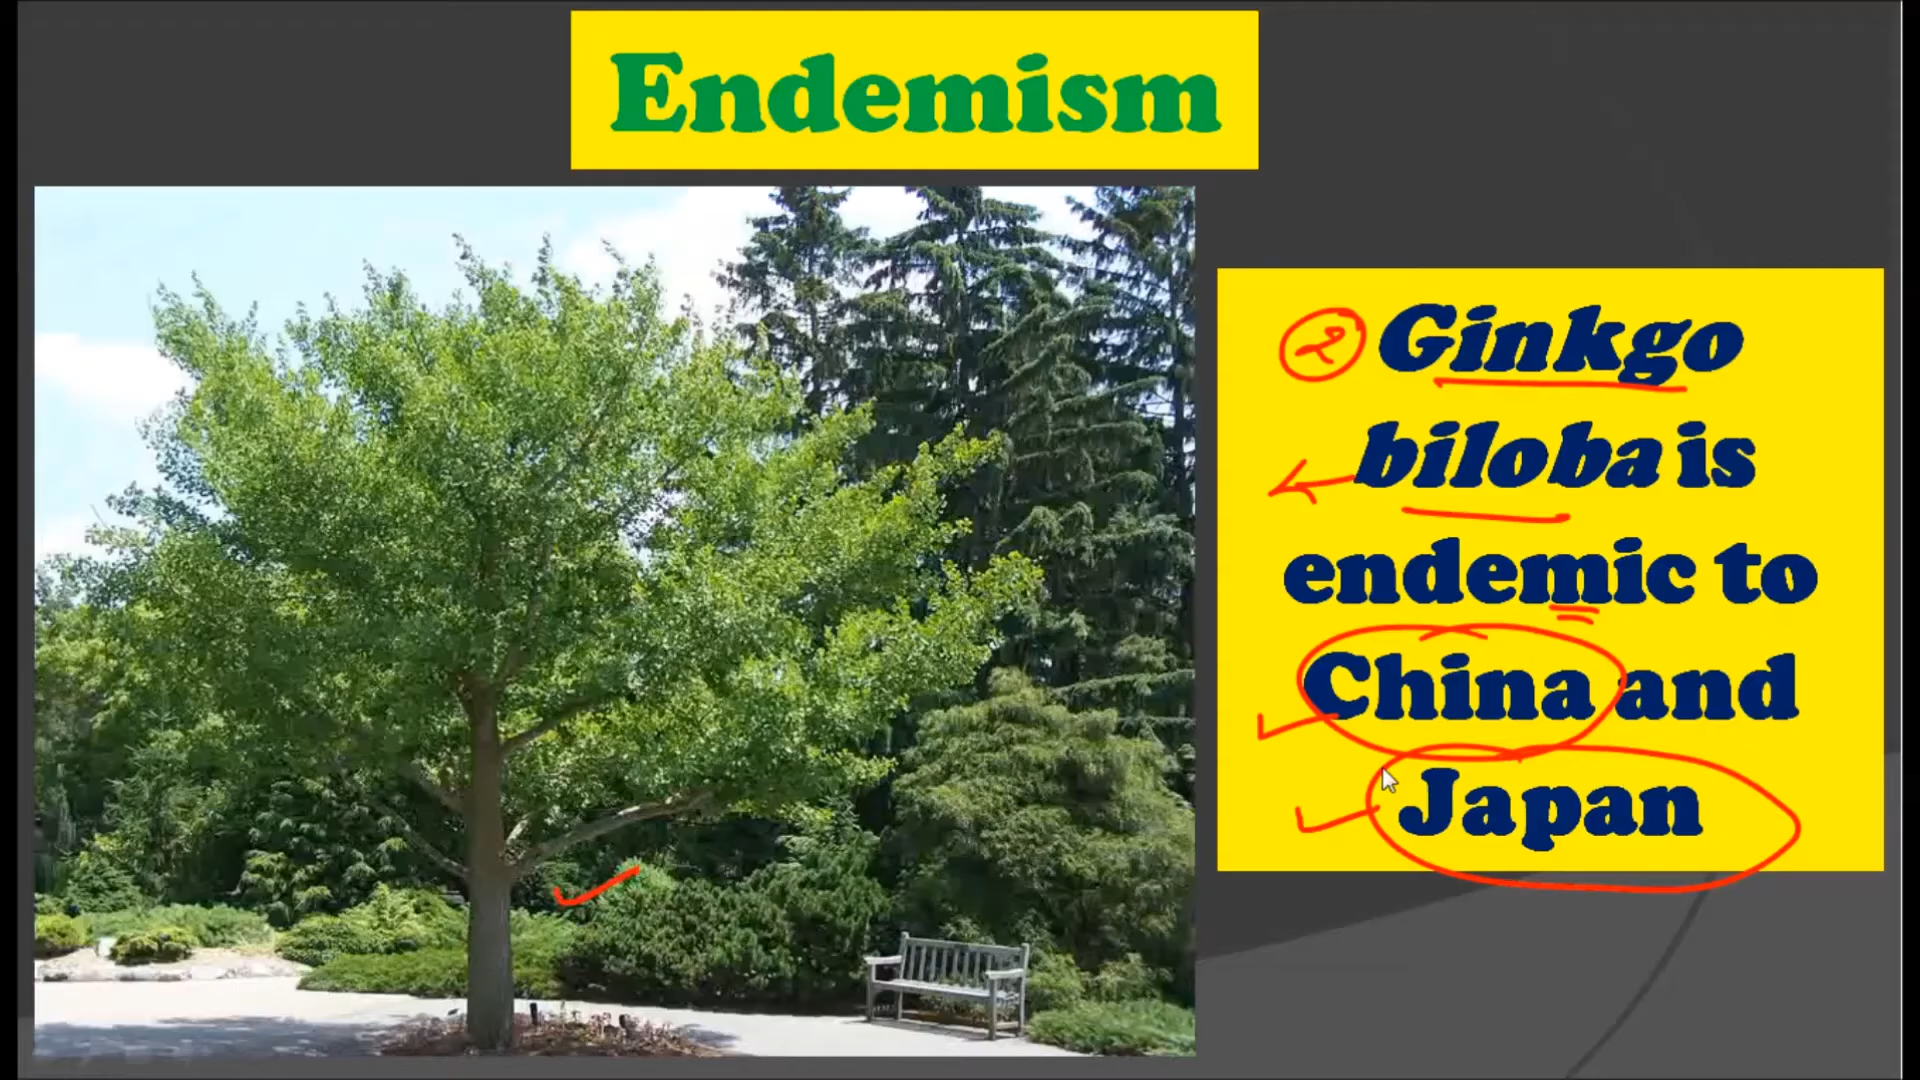 Endemism
2 Ginkgo
biloba is
endemic to
China and
Japan